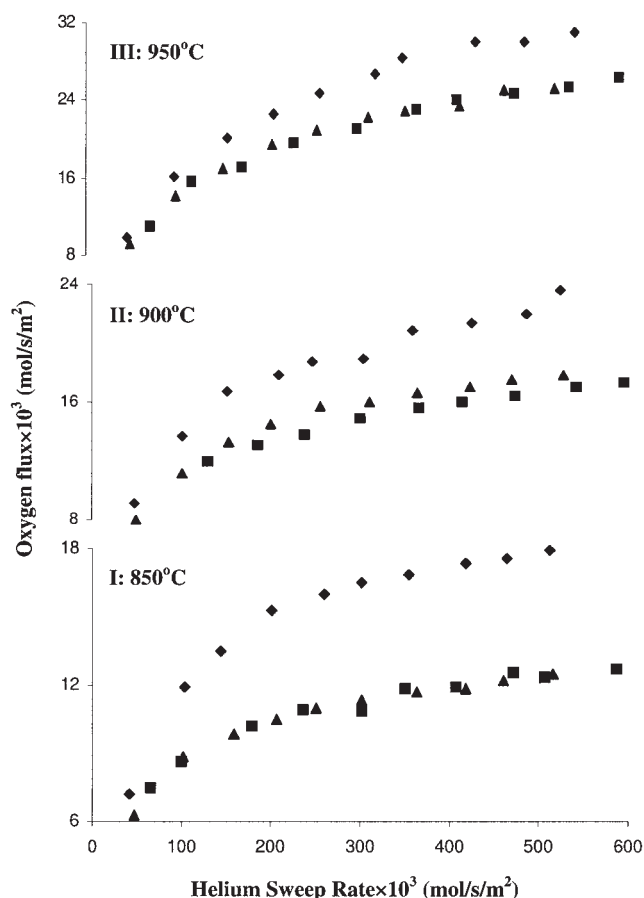 32
III: 950°C
24
16
8
24
II: 900°C
16
8
Oxygen flux×10³ (mol/s/m²)
18
I: 850°C
12
6
0 100 200 300 400 500 600
Helium Sweep Rate×10³ (mol/s/m²)